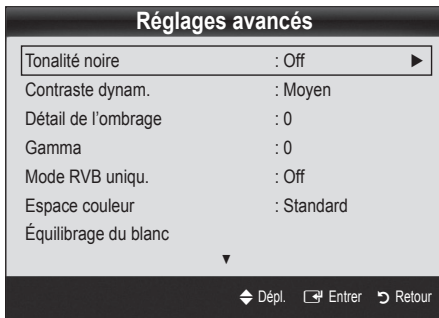 Réglages avancés
Tonalité noire : Off ►
Contraste dynam. : Moyen
Détail de l'ombrage : 0
Gamma : 0
Mode RVB uniqu. : Off
Espace couleur : Standard
Équilibrage du blanc
▼
Dépl. Entrer Retour